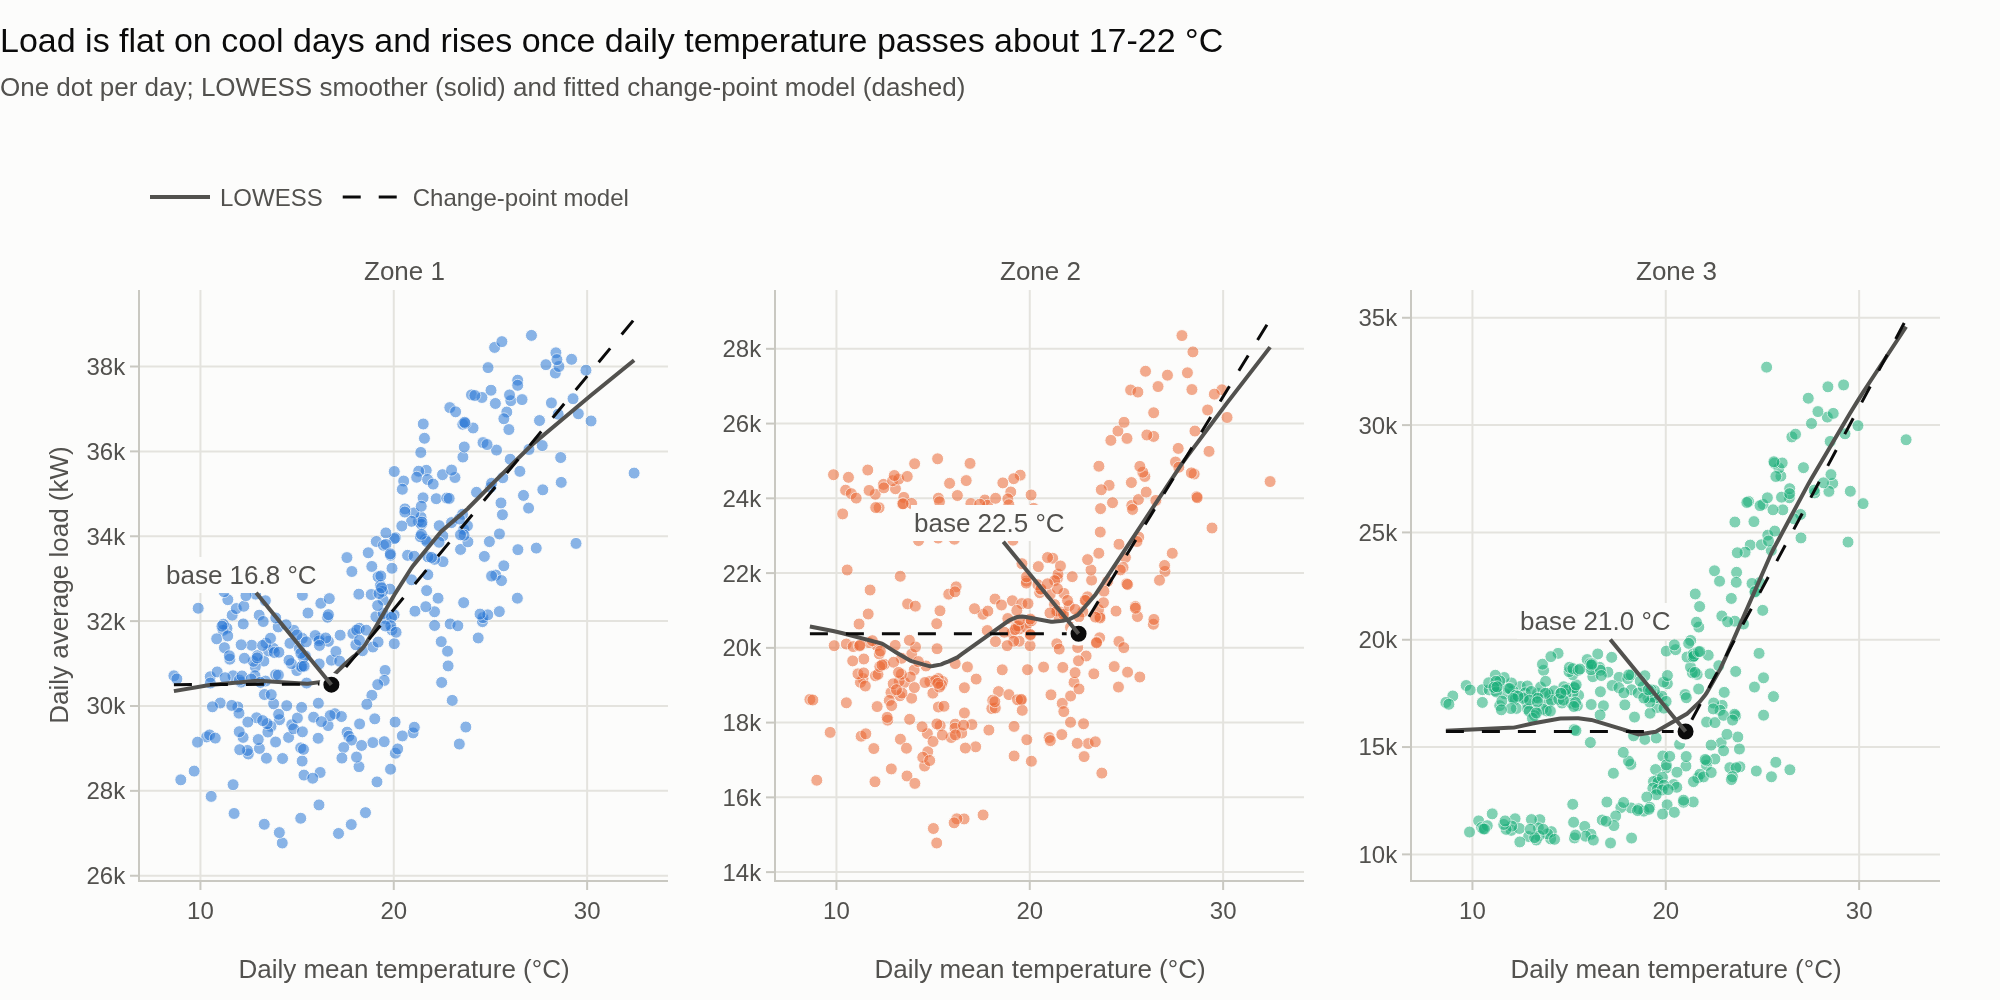 Load is flat on cool days and rises once daily temperature passes about 17-22 °C
One dot per day; LOWESS smoother (solid) and fitted change-point model (dashed)
LOWESS
Change-point model
Zone 1
Zone 2
Zone 3
Daily average load (kW)
38k
36k
34k
32k
30k
28k
26k
base 16.8 °C
10
20
30
Daily mean temperature (°C)
28k
26k
24k
22k
20k
18k
16k
14k
base 22.5 °C
10
20
30
Daily mean temperature (°C)
35k
30k
25k
20k
15k
10k
base 21.0 °C
10
20
30
Daily mean temperature (°C)